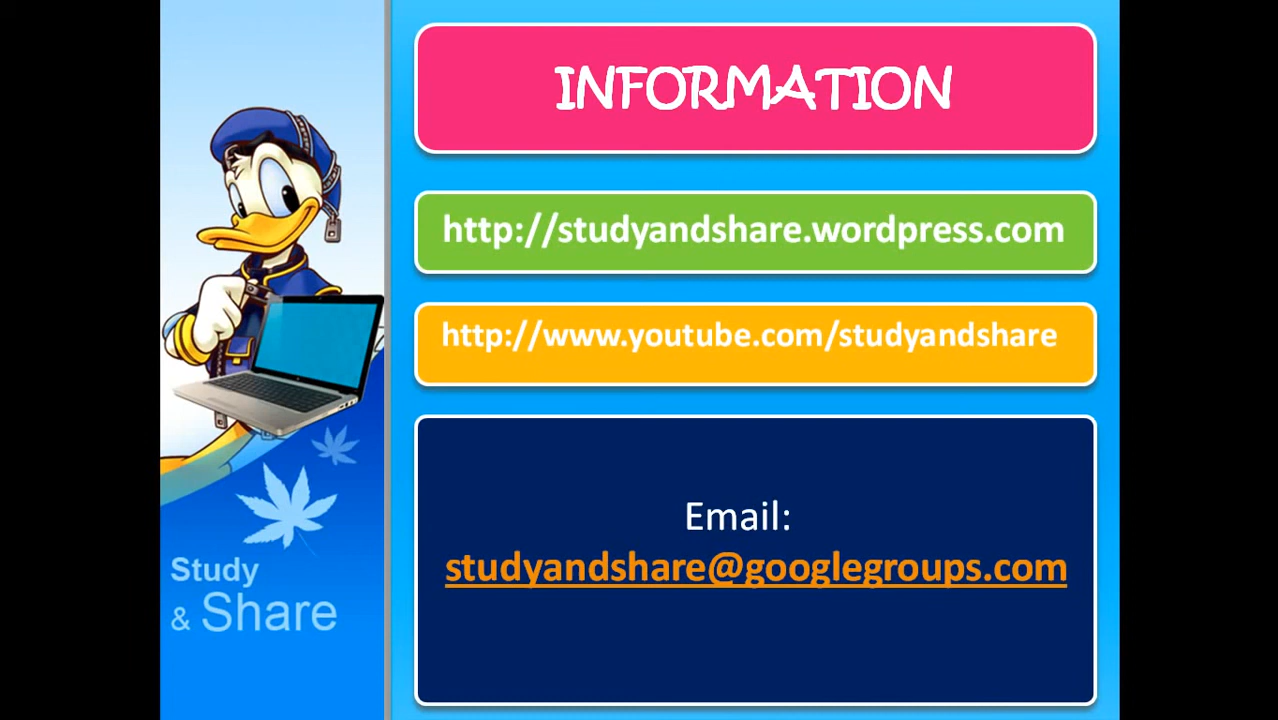 INFORMATION
http://studyandshare.wordpress.com
http://www.youtube.com/studyandshare
Email:
studyandshare@googlegroups.com
Study
& Share